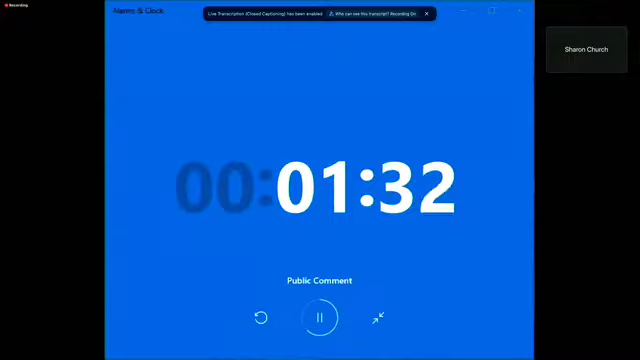 Recording
Alarms & Clock
Live Transcription (Closed Captioning) has been enabled
Who can see this transcript? Recording On
Sharon Church
00:01:32
Public Comment